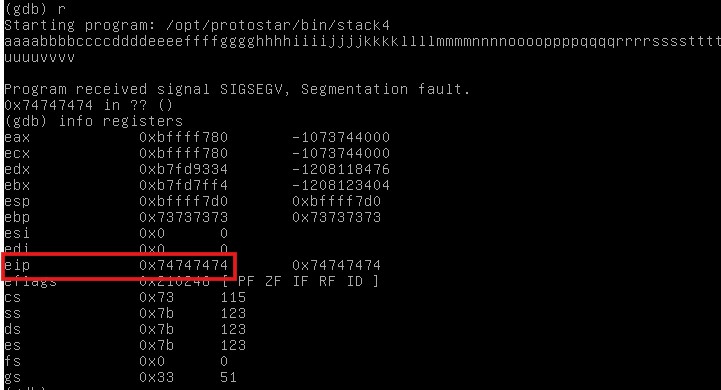 (gdb) r
Starting program: /opt/protostar/bin/stack4
aaaabbbbccccddddeeeeffffgggghhhhiiiijjjjkkkkllllmmmmnnnnooooppppqqqqrrrrsssstttt
uuuuvvvv
Program received signal SIGSEGV, Segmentation fault.
0x74747474 in ?? ()
(gdb) info registers
eax 0xbffff780 -1073744000
ecx 0xbffff780 -1073744000
edx 0xb7fd9334 -1208118476
ebx 0xb7fd7ff4 -1208123404
esp 0xbffff7d0 0xbffff7d0
ebp 0x73737373 0x73737373
esi 0x0 0
edi 0x0 0
eip 0x74747474 0x74747474
eflags 0x210246 [ PF ZF IF RF ID ]
cs 0x73 115
ss 0x7b 123
ds 0x7b 123
es 0x7b 123
fs 0x0 0
gs 0x33 51
(gdb)